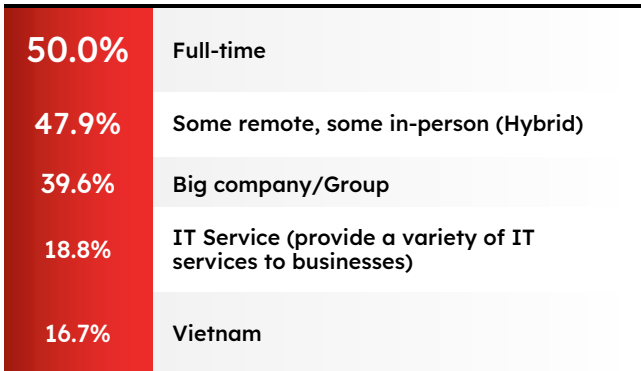 50.0% Full-time
47.9% Some remote, some in-person (Hybrid)
39.6% Big company/Group
18.8% IT Service (provide a variety of IT
services to businesses)
16.7% Vietnam